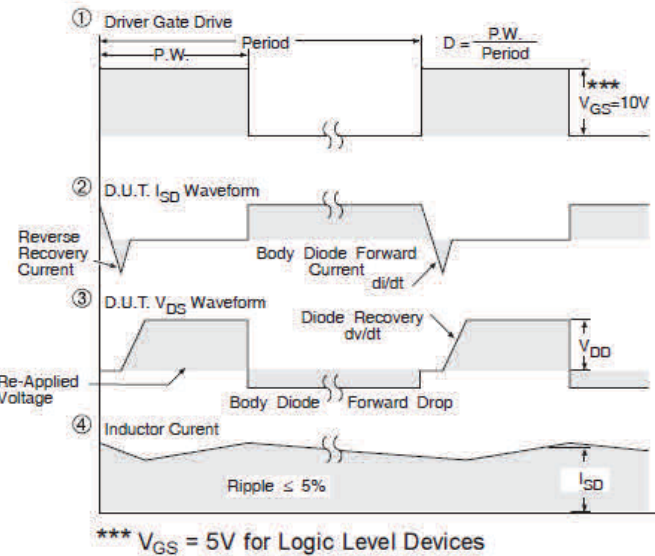 ① Driver Gate Drive
Period
P.W.
D = P.W.
Period
***
VGS=10V
② D.U.T. ISD Waveform
Reverse
Recovery
Current
Body Diode Forward
Current
di/dt
③ D.U.T. VDS Waveform
Diode Recovery
dv/dt
VDD
Re-Applied
Voltage
Body Diode Forward Drop
④ Inductor Curent
Ripple ≤ 5%
ISD
*** VGS = 5V for Logic Level Devices